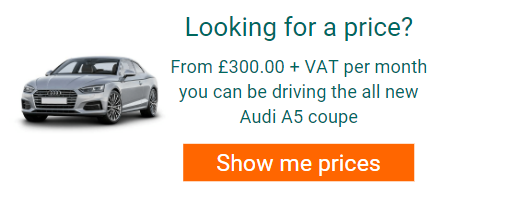 Looking for a price?
From £300.00 + VAT per month
you can be driving the all new
Audi A5 coupe
Show me prices